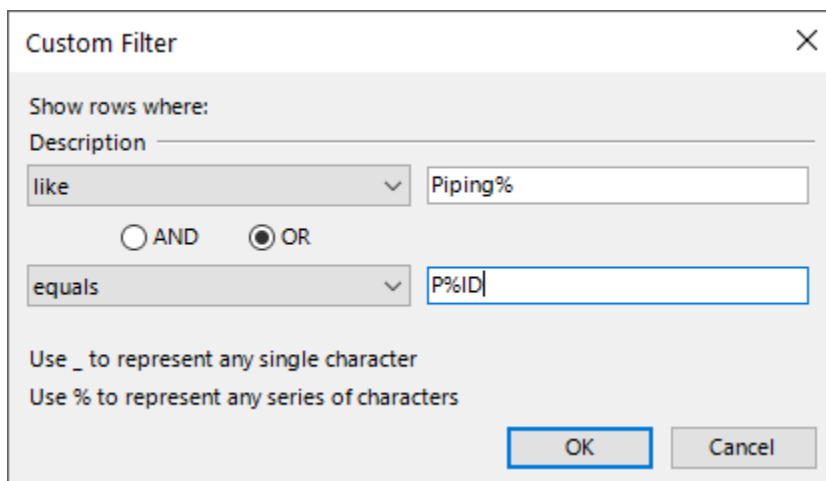 Custom Filter
Show rows where:
Description
like
Piping%
AND
OR
equals
P%ID
Use _ to represent any single character
Use % to represent any series of characters
OK
Cancel